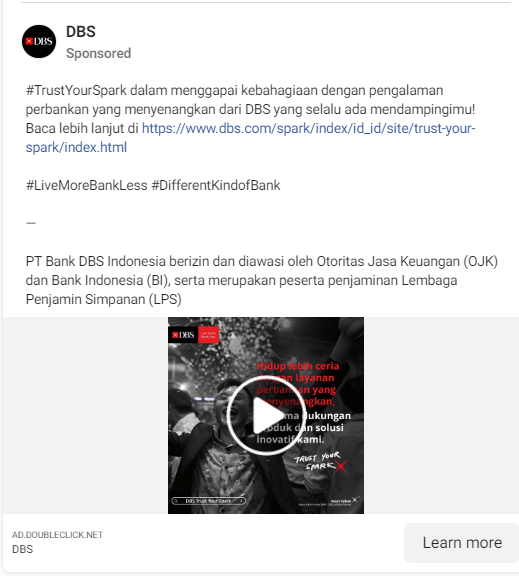 DBS
DBS
Sponsored
#TrustYourSpark dalam menggapai kebahagiaan dengan pengalaman
perbankan yang menyenangkan dari DBS yang selalu ada mendampingimu!
Baca lebih lanjut di https://www.dbs.com/spark/index/id_id/site/trust-your-
spark/index.html
#LiveMoreBankLess #DifferentKindofBank
—
PT Bank DBS Indonesia berizin dan diawasi oleh Otoritas Jasa Keuangan (OJK)
dan Bank Indonesia (BI), serta merupakan peserta penjaminan Lembaga
Penjamin Simpanan (LPS)
DBS
Hidup lebih ceria
dengan layanan
perbankan yang
menyenangkan,
dukungan
produk dan solusi
inovatif kami.
TRUST YOUR
SPARK
DBS Trust Your Spark
AD.DOUBLECLICK.NET
DBS
Learn more